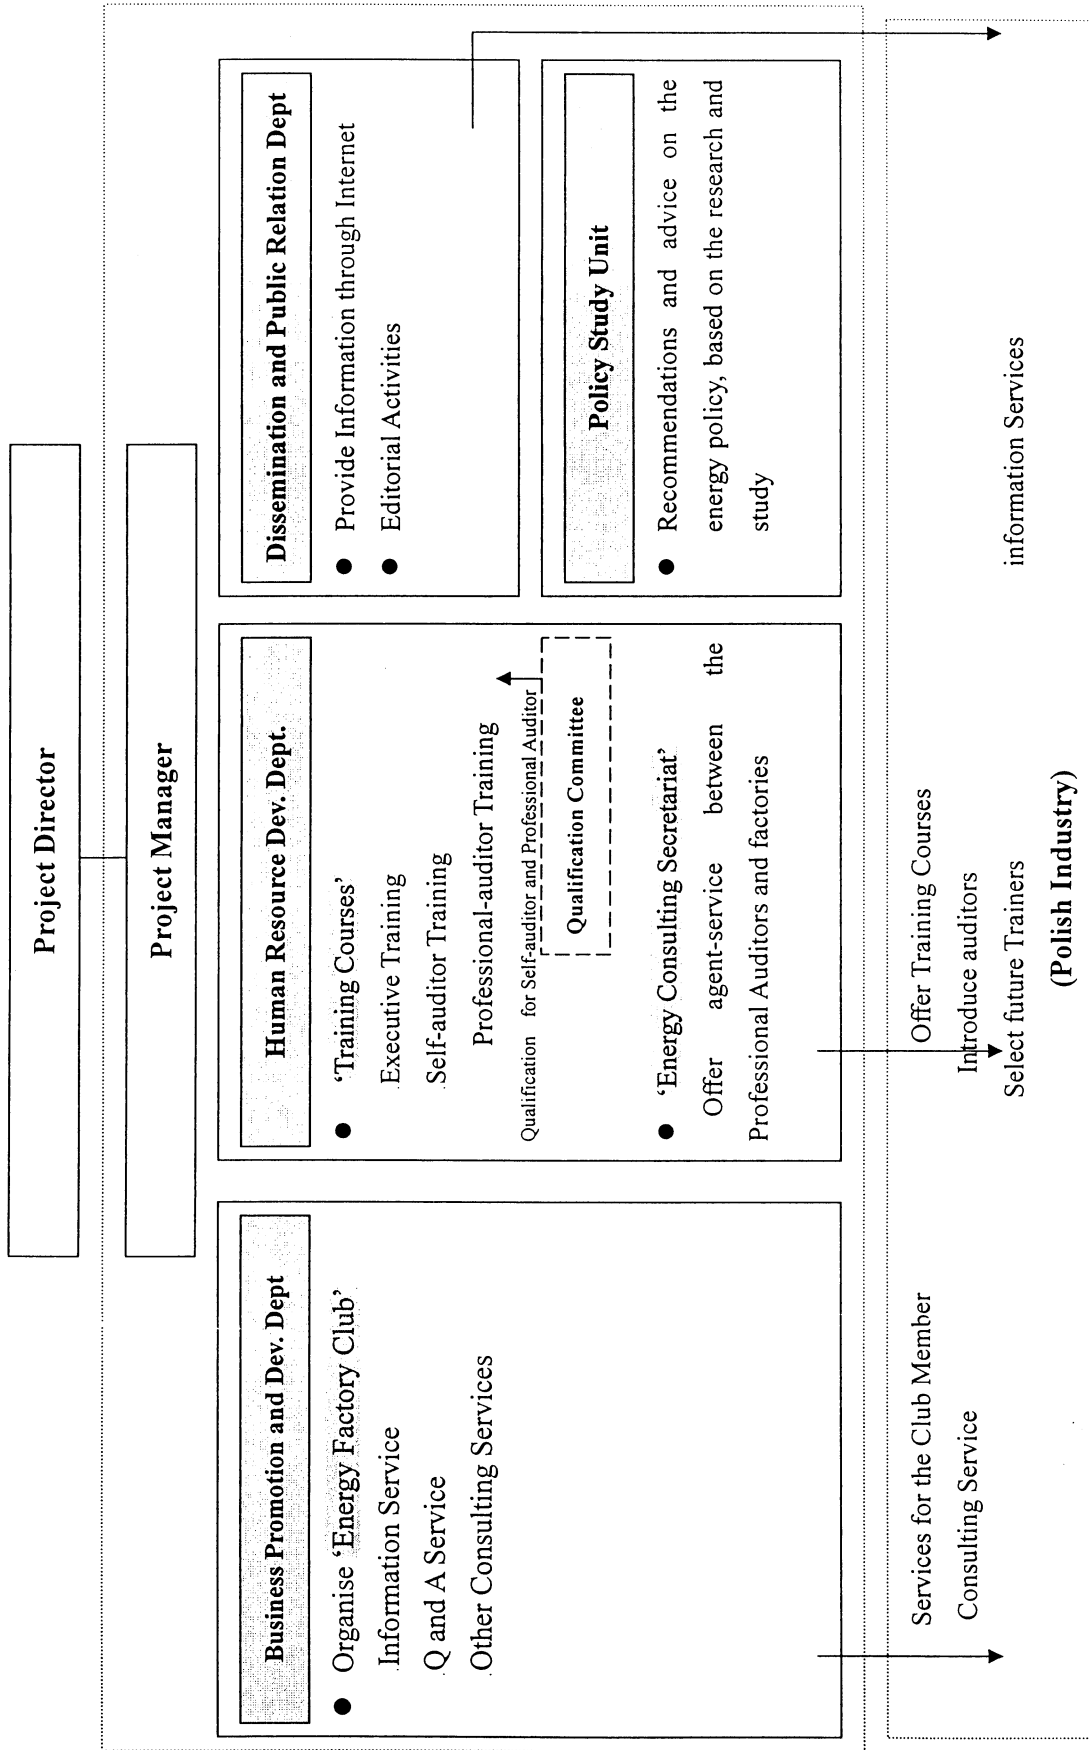 Project Director
Project Manager
Business Promotion and Dev. Dept
● Organise ‘Energy Factory Club’
.Information Service
.Q and A Service
.Other Consulting Services
Human Resource Dev. Dept.
● ‘Training Courses’
.Executive Training
.Self-auditor Training
Professional-auditor Training
Qualification for Self-auditor and Professional Auditor
Qualification Committee
● ‘Energy Consulting Secretariat’
Offer agent-service between the
Professional Auditors and factories
Dissemination and Public Relation Dept
● Provide Information through Internet
● Editorial Activities
Policy Study Unit
● Recommendations and advice on the
energy policy, based on the research and
study
Services for the Club Member
Consulting Service
Offer Training Courses
Introduce auditors
Select future Trainers
information Services
(Polish Industry)